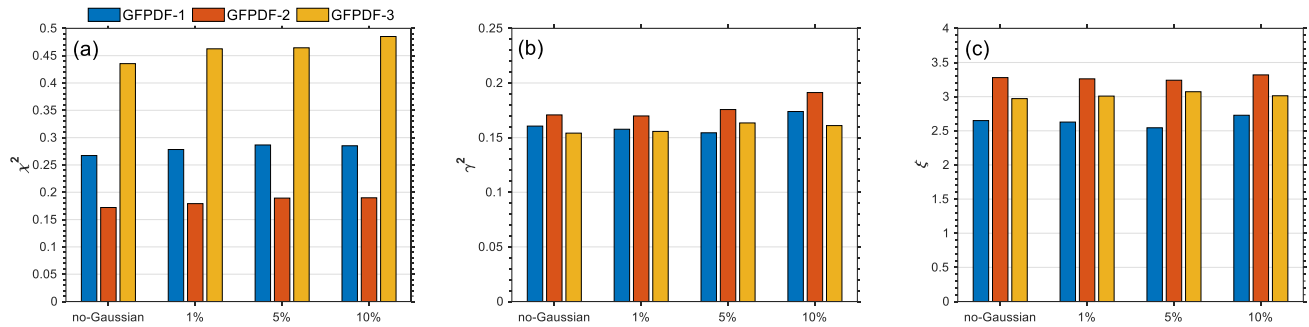 GFPDF-1 GFPDF-2 GFPDF-3
(a)
χ²
0.5
0.45
0.4
0.35
0.3
0.25
0.2
0.15
0.1
0.05
0
no-Gaussian 1% 5% 10%
(b)
γ²
0.25
0.2
0.15
0.1
0.05
0
no-Gaussian 1% 5% 10%
(c)
ξ
4
3.5
3
2.5
2
1.5
1
0.5
0
no-Gaussian 1% 5% 10%